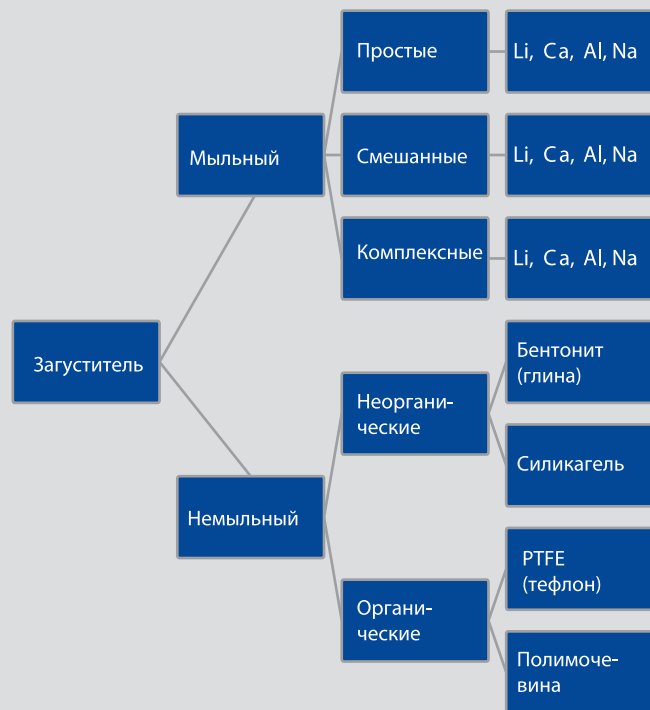 Простые
Li, Ca, Al, Na
Мыльный
Смешанные
Li, Ca, Al, Na
Комплексные
Li, Ca, Al, Na
Загуститель
Бентонит
(глина)
Неоргани-
ческие
Силикагель
Немыльный
PTFE
(тефлон)
Органи-
ческие
Полимоче-
вина